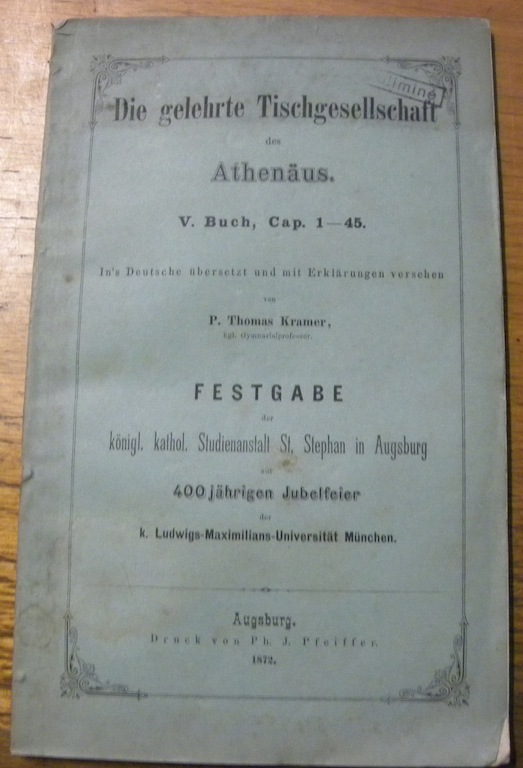 Die gelehrte Tischgesellschaft
des
Athenäus.
V. Buch, Cap. 1—45.
In's Deutsche übersetzt und mit Erklärungen versehen
von
P. Thomas Kramer,
kgl. Gymnasialprofessor.
FESTGABE
der
königl. kathol. Studienanstalt St. Stephan in Augsburg
zur
400jährigen Jubelfeier
der
k. Ludwigs-Maximilians-Universität München.
Augsburg.
Druck von Ph. J. Pfeiffer.
1872.